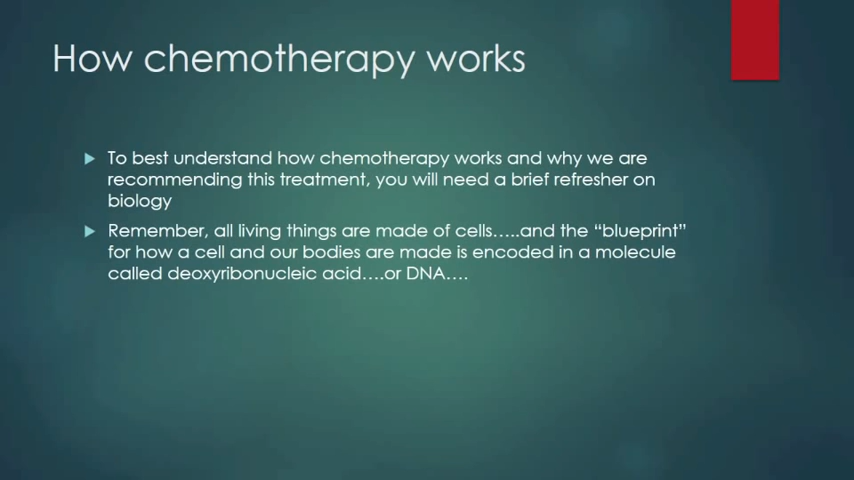 How chemotherapy works
To best understand how chemotherapy works and why we are
recommending this treatment, you will need a brief refresher on
biology
Remember, all living things are made of cells…..and the “blueprint”
for how a cell and our bodies are made is encoded in a molecule
called deoxyribonucleic acid….or DNA….